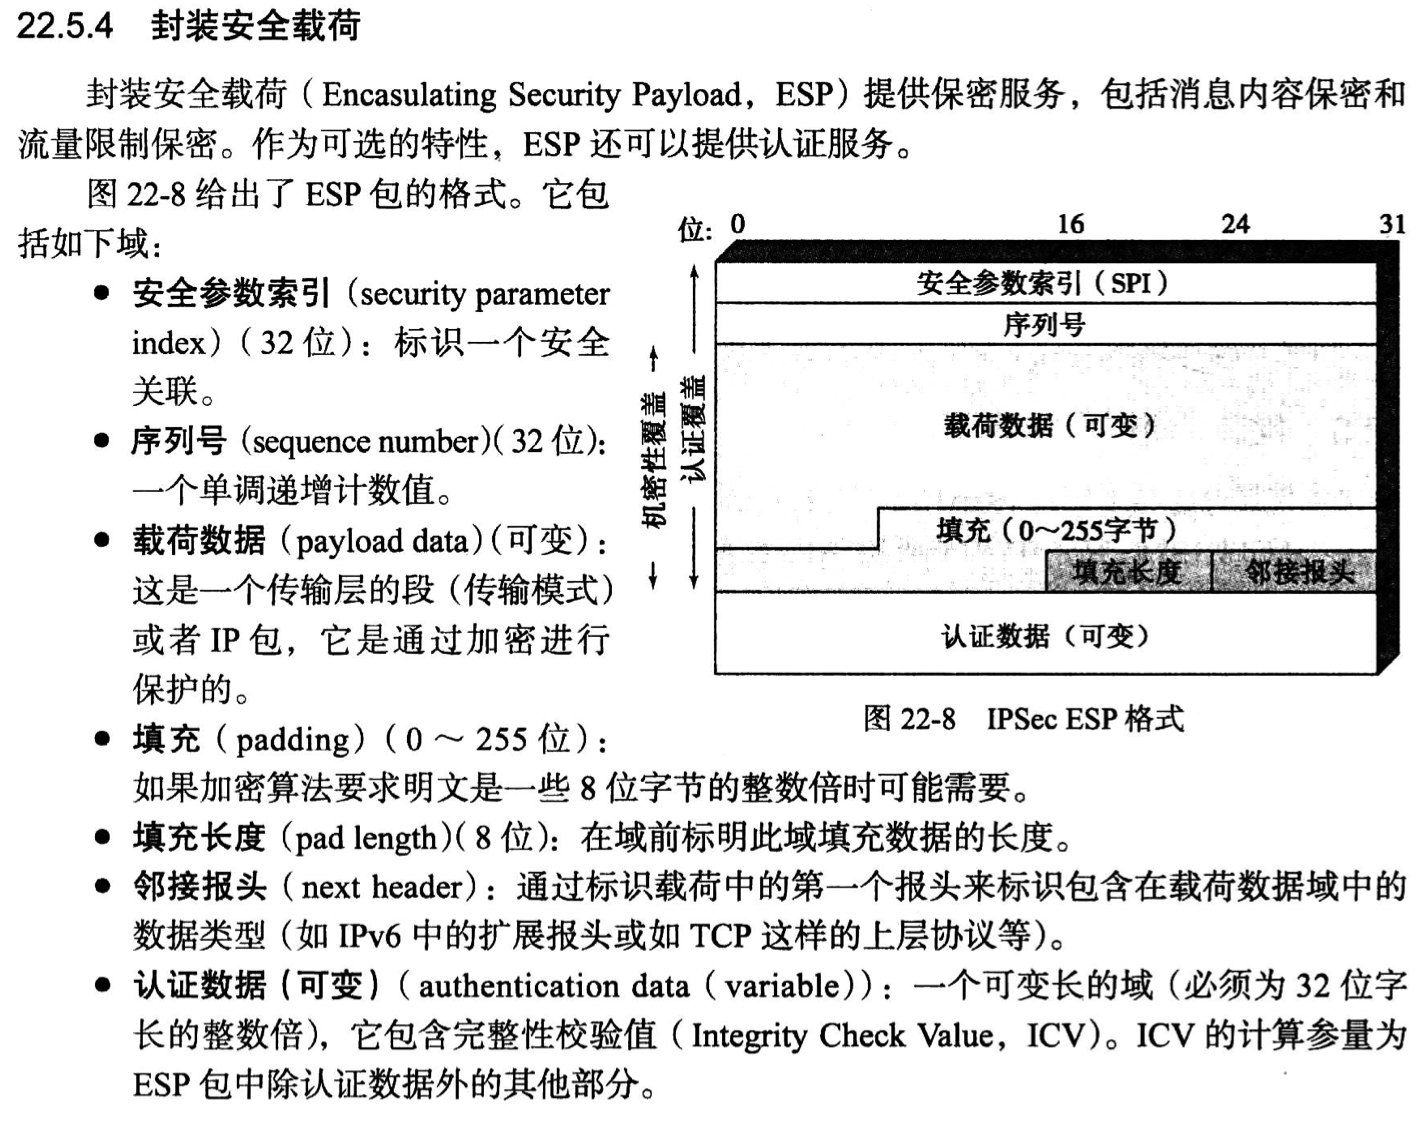 22.5.4 封装安全载荷
封装安全载荷（Encasulating Security Payload，ESP）提供保密服务，包括消息内容保密和
流量限制保密。作为可选的特性，ESP 还可以提供认证服务。
图 22-8 给出了 ESP 包的格式。它包
括如下域：
● 安全参数索引（security parameter
index）（32 位）：标识一个安全
关联。
● 序列号（sequence number）（32 位）：
一个单调递增计数值。
● 载荷数据（payload data）（可变）：
这是一个传输层的段（传输模式）
或者 IP 包，它是通过加密进行
保护的。
● 填充（padding）（0～255 位）：
如果加密算法要求明文是一些 8 位字节的整数倍时可能需要。
● 填充长度（pad length）（8 位）：在域前标明此域填充数据的长度。
● 邻接报头（next header）：通过标识载荷中的第一个报头来标识包含在载荷数据域中的
数据类型（如 IPv6 中的扩展报头或如 TCP 这样的上层协议等）。
● 认证数据（可变）（authentication data（variable））：一个可变长的域（必须为 32 位字
长的整数倍），它包含完整性校验值（Integrity Check Value，ICV）。ICV 的计算参量为
ESP 包中除认证数据外的其他部分。
位：0 16 24 31
安全参数索引（SPI）
序列号
载荷数据（可变）
填充（0～255字节）
填充长度 邻接报头
认证数据（可变）
机密性覆盖
认证覆盖
图 22-8 IPSec ESP 格式